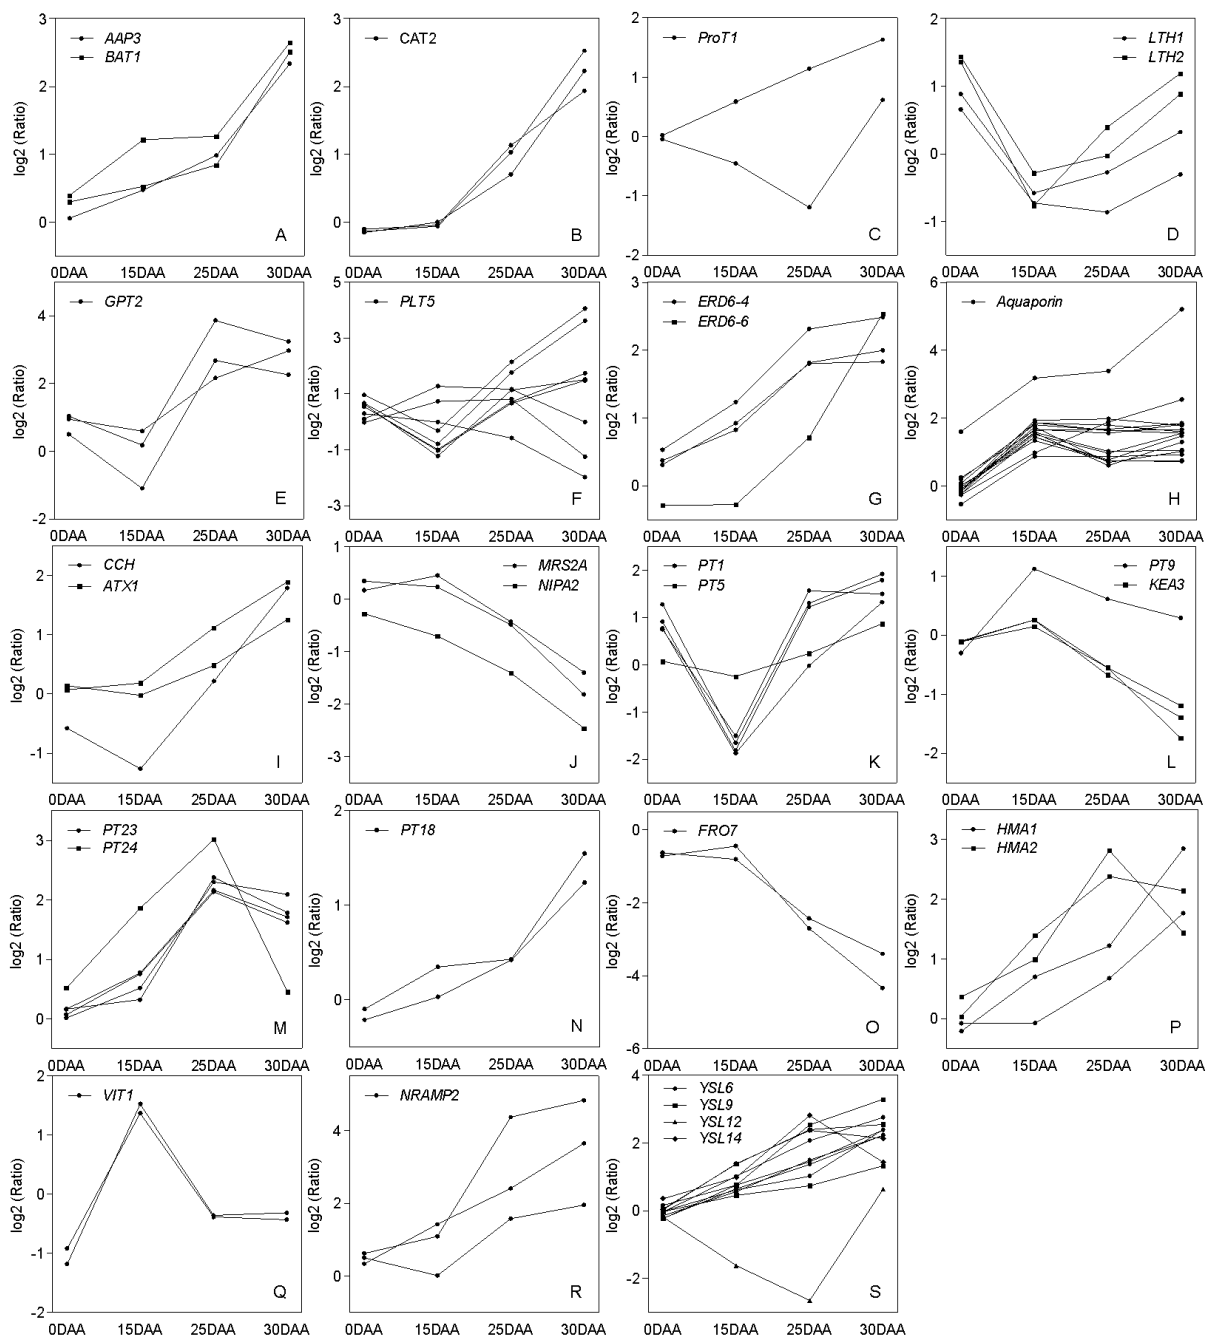 3
2
1
0
log2 (Ratio)
AAP3
BAT1
A
0DAA 15DAA 25DAA 30DAA
3
2
1
0
log2 (Ratio)
CAT2
B
0DAA 15DAA 25DAA 30DAA
2
1
0
-1
-2
log2 (Ratio)
ProT1
C
0DAA 15DAA 25DAA 30DAA
2
1
0
-1
log2 (Ratio)
LTH1
LTH2
D
0DAA 15DAA 25DAA 30DAA
4
2
0
-2
log2 (Ratio)
GPT2
E
0DAA 15DAA 25DAA 30DAA
5
3
1
-1
-3
log2 (Ratio)
PLT5
F
0DAA 15DAA 25DAA 30DAA
3
2
1
0
log2 (Ratio)
ERD6-4
ERD6-6
G
0DAA 15DAA 25DAA 30DAA
6
4
2
0
log2 (Ratio)
Aquaporin
H
0DAA 15DAA 25DAA 30DAA
2
1
0
-1
log2 (Ratio)
CCH
ATX1
I
0DAA 15DAA 25DAA 30DAA
1
0
-1
-2
-3
log2 (Ratio)
MRS2A
NIPA2
J
0DAA 15DAA 25DAA 30DAA
2
1
0
-1
-2
log2 (Ratio)
PT1
PT5
K
0DAA 15DAA 25DAA 30DAA
1
0
-1
-2
log2 (Ratio)
PT9
KEA3
L
0DAA 15DAA 25DAA 30DAA
3
2
1
0
log2 (Ratio)
PT23
PT24
M
0DAA 15DAA 25DAA 30DAA
2
1
0
log2 (Ratio)
PT18
N
0DAA 15DAA 25DAA 30DAA
0
-2
-4
-6
log2 (Ratio)
FRO7
O
0DAA 15DAA 25DAA 30DAA
3
2
1
0
log2 (Ratio)
HMA1
HMA2
P
0DAA 15DAA 25DAA 30DAA
2
1
0
-1
-2
log2 (Ratio)
VIT1
Q
0DAA 15DAA 25DAA 30DAA
4
2
0
log2 (Ratio)
NRAMP2
R
0DAA 15DAA 25DAA 30DAA
4
2
0
-2
log2 (Ratio)
YSL6
YSL9
YSL12
YSL14
S
0DAA 15DAA 25DAA 30DAA